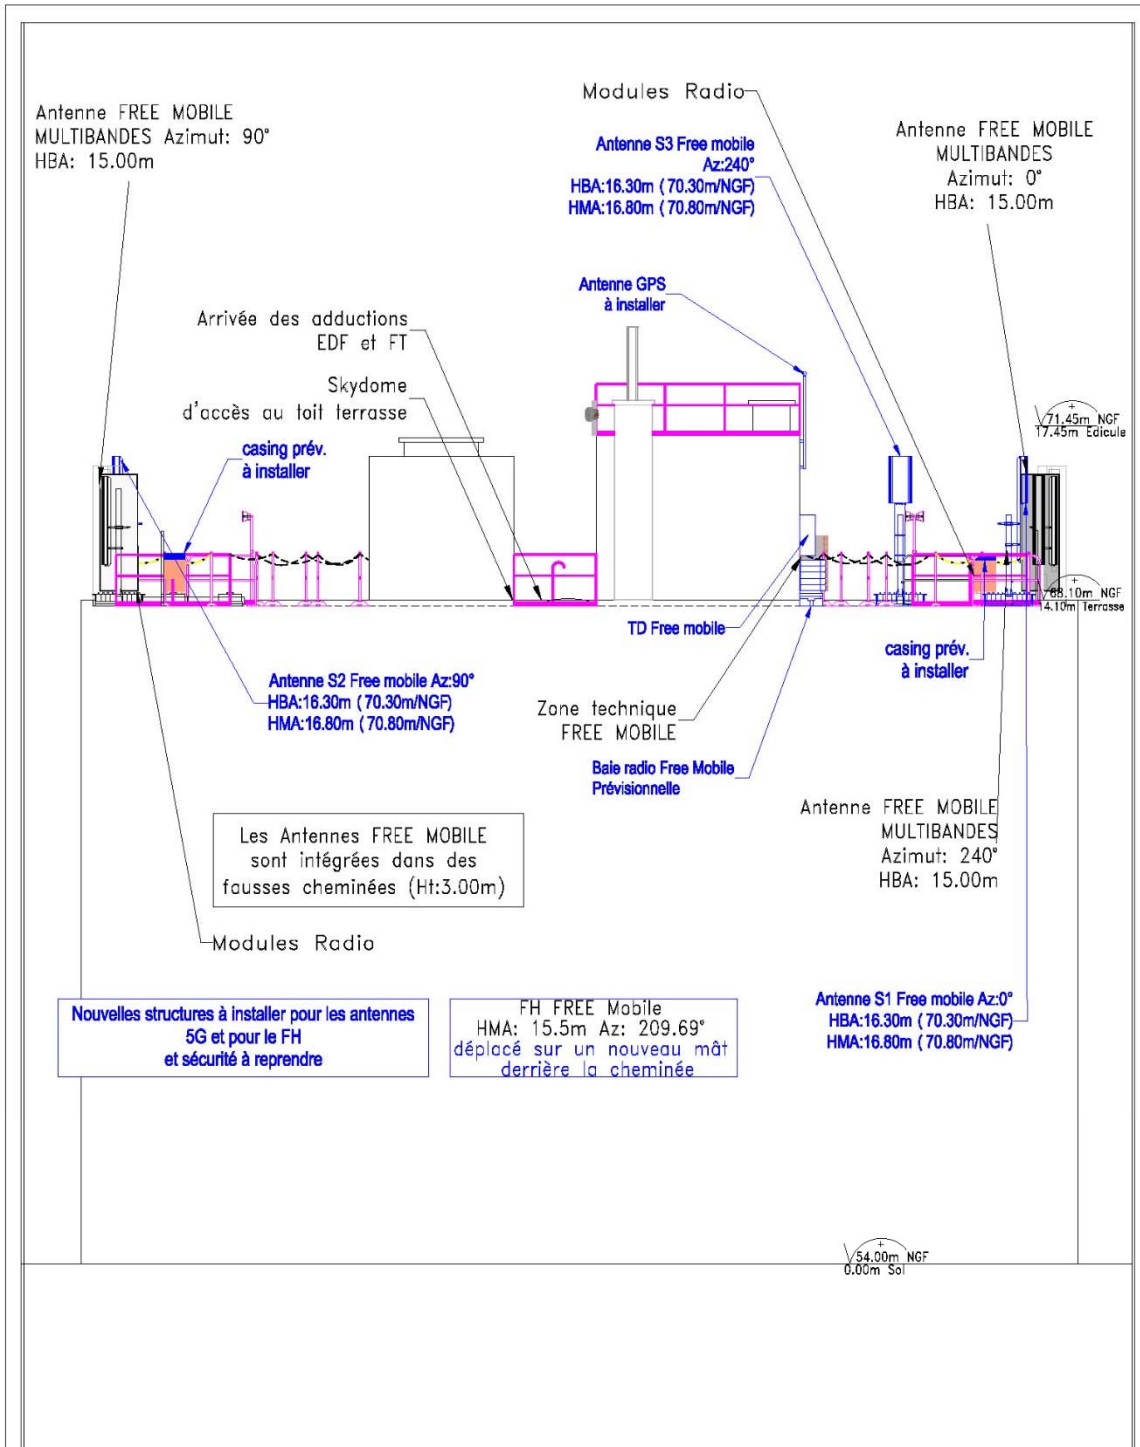 Modules Radio
Antenne FREE MOBILE
MULTIBANDES Azimut: 90°
HBA: 15.00m
Antenne S3 Free mobile
Az:240°
HBA:16.30m ( 70.30m/NGF)
HMA:16.80m ( 70.80m/NGF)
Antenne FREE MOBILE
MULTIBANDES
Azimut: 0°
HBA: 15.00m
Antenne GPS
à installer
Arrivée des adductions
EDF et FT
Skydome
d'accès au toit terrasse
casing prév.
à installer
71.45m NGF
17.45m Edicule
68.10m NGF
14.10m Terrasse
TD Free mobile
casing prév.
à installer
Antenne S2 Free mobile Az:90°
HBA:16.30m ( 70.30m/NGF)
HMA:16.80m ( 70.80m/NGF)
Zone technique
FREE MOBILE
Baie radio Free Mobile
Prévisionnelle
Antenne FREE MOBILE
MULTIBANDES
Azimut: 240°
HBA: 15.00m
Les Antennes FREE MOBILE
sont intégrées dans des
fausses cheminées (Ht:3.00m)
Modules Radio
Nouvelles structures à installer pour les antennes
5G et pour le FH
et sécurité à reprendre
FH FREE Mobile
HMA: 15.5m Az: 209.69°
déplacé sur un nouveau mât
derrière la cheminée
Antenne S1 Free mobile Az:0°
HBA:16.30m ( 70.30m/NGF)
HMA:16.80m ( 70.80m/NGF)
54.00m NGF
0.00m Sol